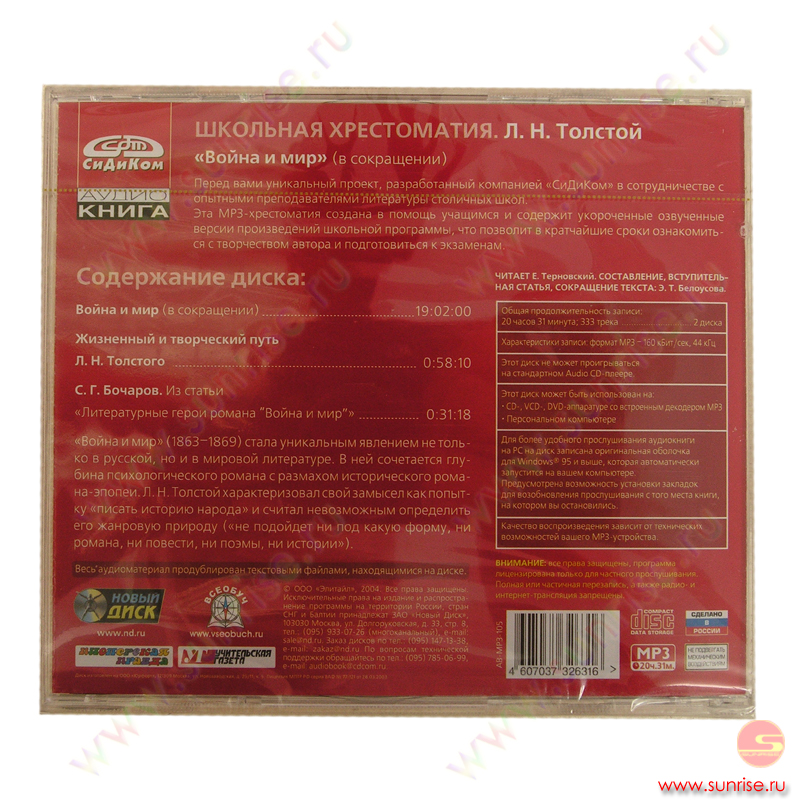 СДТ
СиДиКом
АУДИО
КНИГА
ШКОЛЬНАЯ ХРЕСТОМАТИЯ. Л. Н. Толстой
«Война и мир» (в сокращении)
Перед вами уникальный проект, разработанный компанией «СиДиКом» в сотрудничестве с
опытными преподавателями литературы столичных школ.
Эта MP3-хрестоматия создана в помощь учащимся и содержит укороченные озвученные
версии произведений школьной программы, что позволит в кратчайшие сроки ознакомить-
ся с творчеством автора и подготовиться к экзаменам.
Содержание диска:
Война и мир (в сокращении) 19:02:00
Жизненный и творческий путь
Л. Н. Толстого 0:58:10
С. Г. Бочаров. Из статьи
«Литературные герои романа "Война и мир"» 0:31:18
«Война и мир» (1863–1869) стала уникальным явлением не толь-
ко в русской, но и в мировой литературе. В ней сочетается глу-
бина психологического романа с размахом исторического рома-
на-эпопеи. Л. Н. Толстой характеризовал свой замысел как попыт-
ку «писать историю народа» и считал невозможным определить
его жанровую природу («не подойдет ни под какую форму, ни
романа, ни повести, ни поэмы, ни истории»).
Весь аудиоматериал продублирован текстовыми файлами, находящимися на диске.
ЧИТАЕТ Е. Терновский. СОСТАВЛЕНИЕ, ВСТУПИТЕЛЬ-
НАЯ СТАТЬЯ, СОКРАЩЕНИЕ ТЕКСТА: Э. Т. Белоусова.
Общая продолжительность записи:
20 часов 31 минута; 333 трека 2 диска
Характеристики записи: формат MP3 – 160 кБит/сек, 44 кГц
Этот диск не может проигрываться
на стандартном Audio CD-плеере.
Этот диск может быть использован на:
• CD-, VCD-, DVD-аппаратуре со встроенным декодером MP3
• Персональном компьютере
Для более удобного прослушивания аудиокниги
на PC на диск записана оригинальная оболочка
для Windows® 95 и выше, которая автоматически
запустится на вашем компьютере.
Предусмотрена возможность установки закладок
для возобновления прослушивания с того места книги,
на котором вы остановились.
Качество воспроизведения зависит от технических
возможностей вашего MP3-устройства.
ВНИМАНИЕ: все права защищены, программа
лицензирована только для частного прослушивания.
Полная или частичная перезапись, а также радио- и
интернет-трансляция запрещены.
НОВЫЙ
ДИСК
www.nd.ru
ВСЕОБУЧ
www.vseobuch.ru
© ООО «Элитайл», 2004. Все права защищены.
Исключительные права на издание и распростра-
нение программы на территории России, стран
СНГ и Балтии принадлежат ЗАО «Новый Диск»,
103030 Москва, ул. Долгоруковская, д. 33, стр. 8,
тел.: (095) 933-07-26 (многоканальный), e-mail:
sale@nd.ru. Заказ дисков по тел.: (095) 147-13-38,
e-mail: zakaz@nd.ru. По вопросам технической
поддержки обращайтесь по тел.: (095) 785-06-99,
e-mail: audiobook@cdcom.ru.
ПИОНЕРСКАЯ
ПРАВДА
УЧИТЕЛЬСКАЯ
ГАЗЕТА
AB-MP3 105
4 607037 326316
COMPACT
disc
DATA STORAGE
СДЕЛАНО
В
РОССИИ
MP3
20ч.31м.
НЕ ПОДВЕРГАТЬ
МЕХАНИЧЕСКИМ
ВОЗДЕЙСТВИЯМ
S
www.sunrise.ru